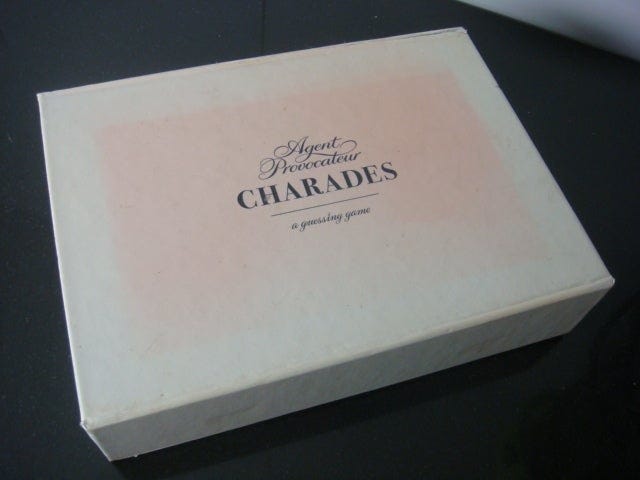 Agent
Provocateur
CHARADES
a guessing game